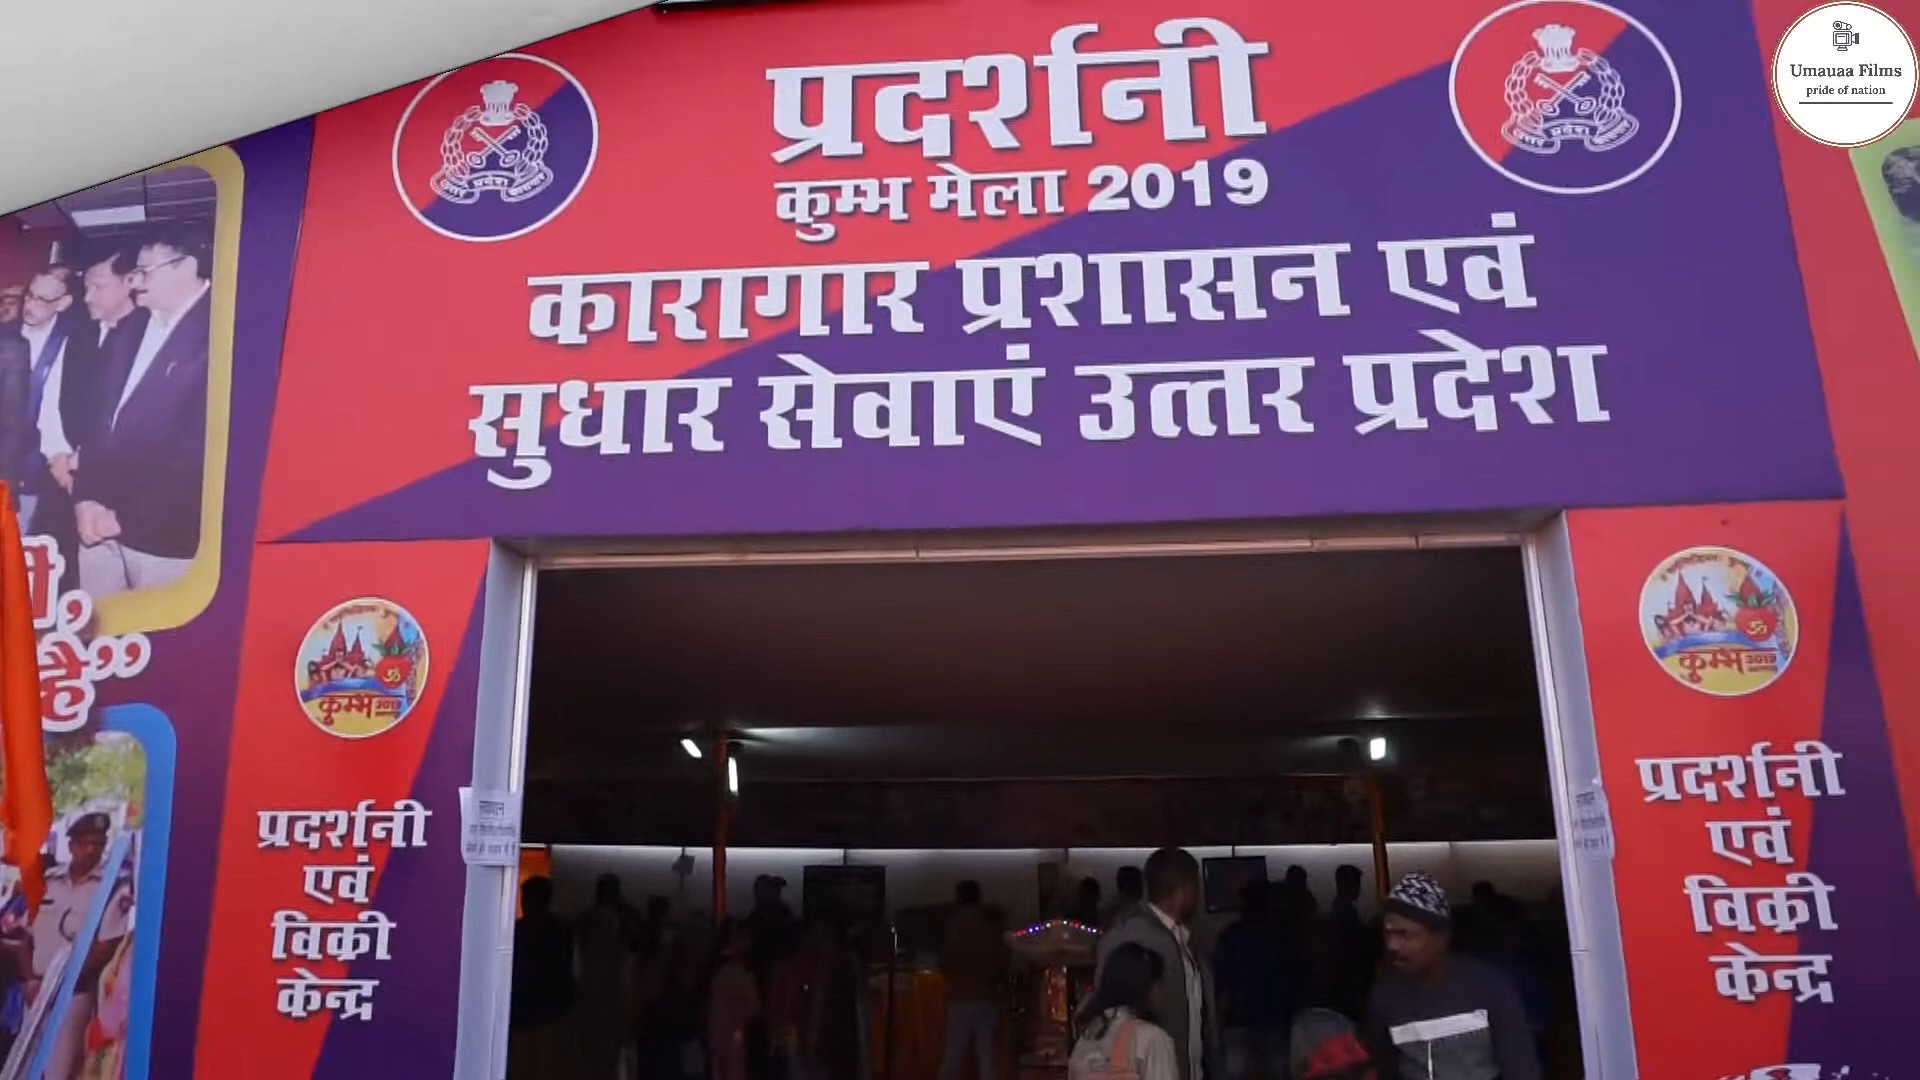 Umauaa Films
pride of nation
प्रदर्शनी
कुम्भ मेला 2019
कारागार प्रशासन एवं
सुधार सेवाएं उत्तर प्रदेश
कुम्भ 2019
प्रदर्शनी
एवं
विक्री
केन्द्र
कुम्भ 2019
प्रदर्शनी
एवं
विक्री
केन्द्र